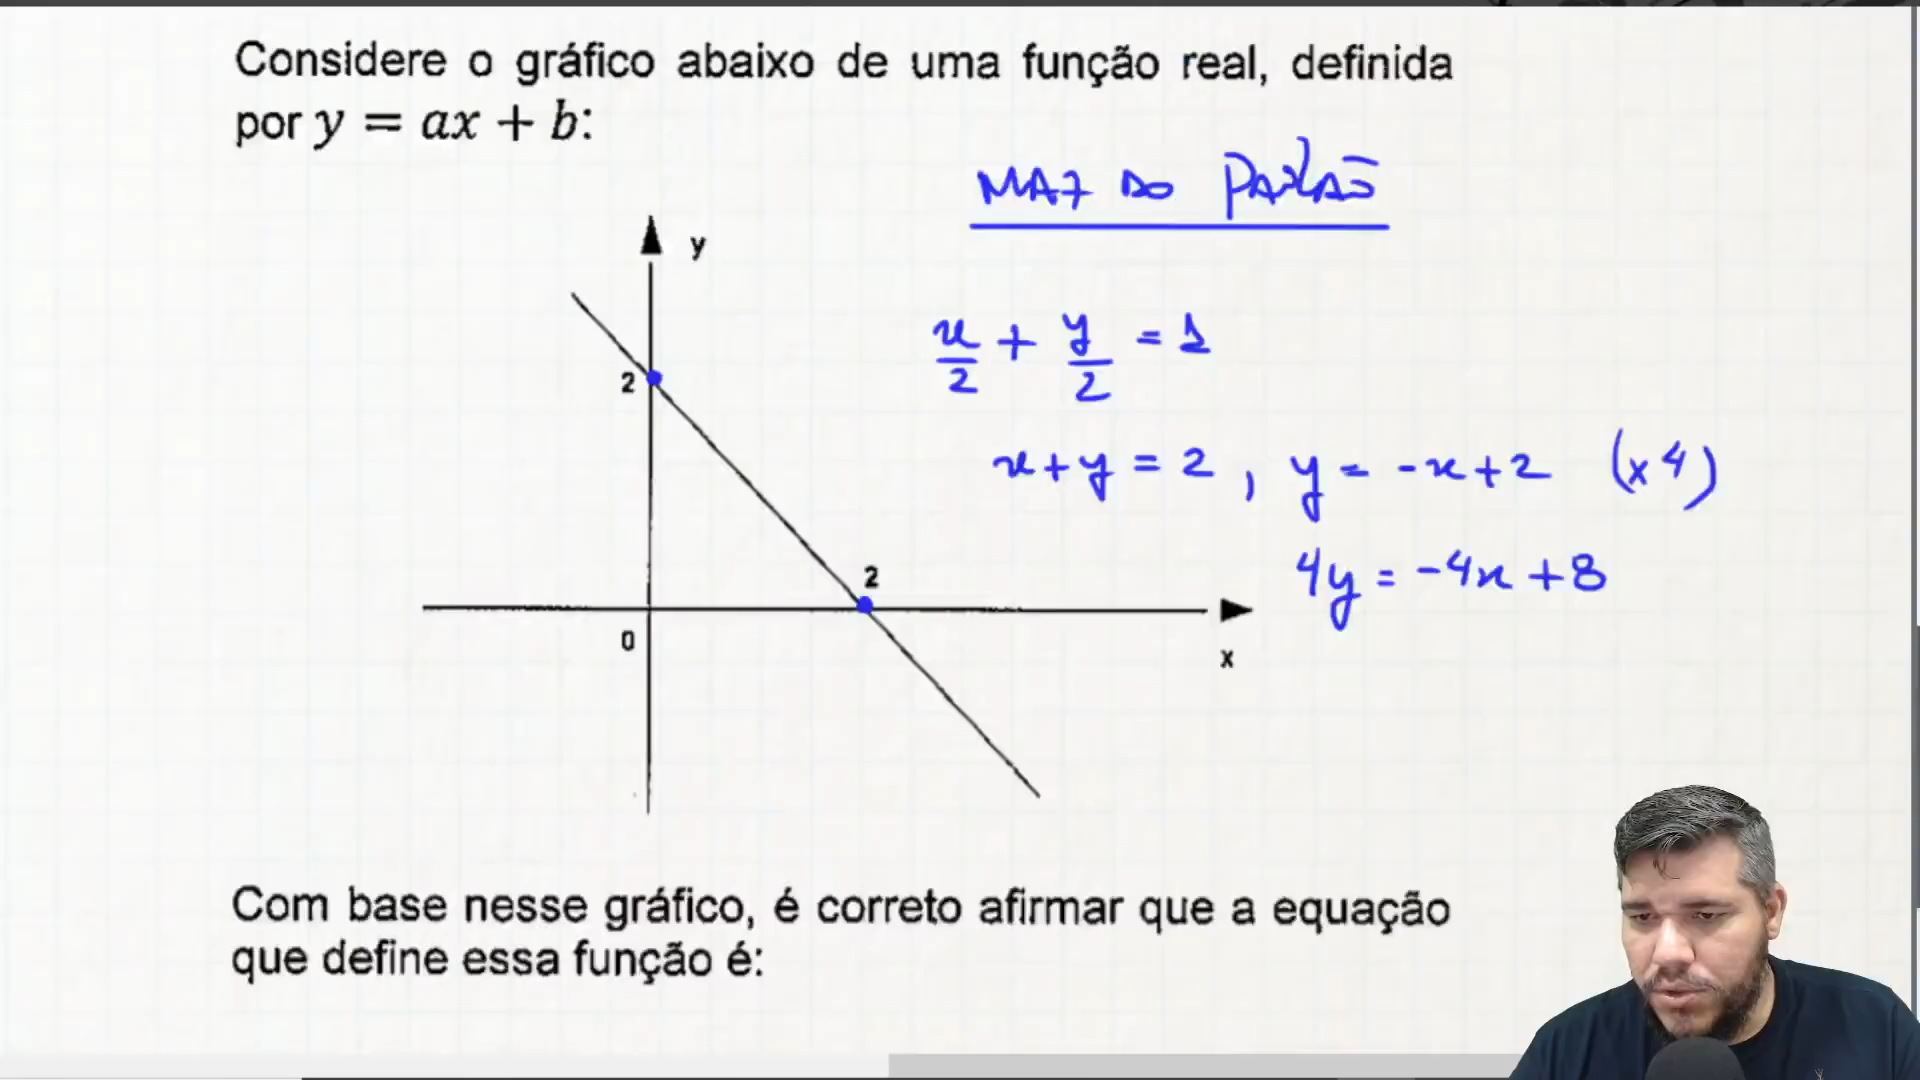 Considere o gráfico abaixo de uma função real, definida
por y = ax + b:
MAT DO PAULÃO
y
x/2 + y/2 = 1
2
x + y = 2 , y = -x + 2 (x4)
2
4y = -4x + 8
0
x
Com base nesse gráfico, é correto afirmar que a equação
que define essa função é: